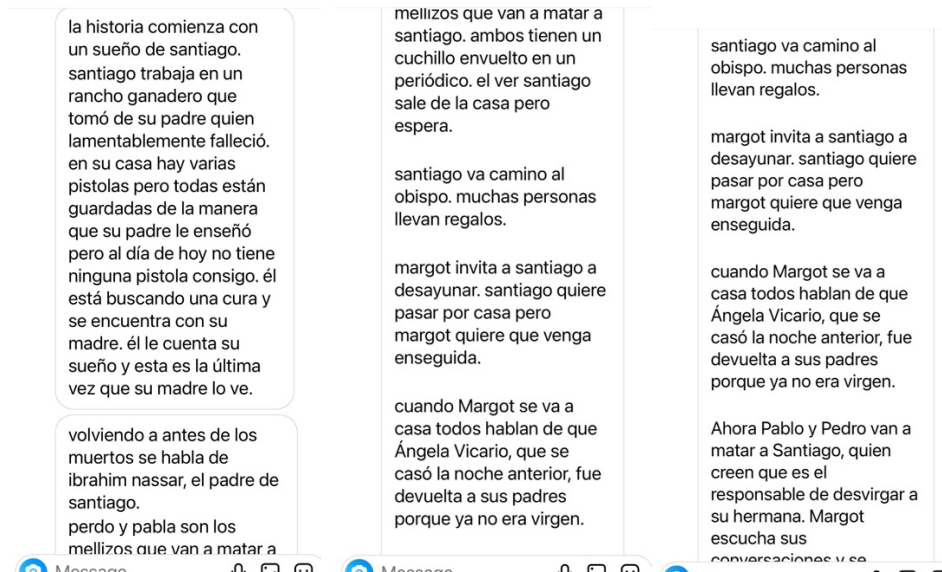 la historia comienza con
un sueño de santiago.
santiago trabaja en un
rancho ganadero que
tomó de su padre quien
lamentablemente falleció.
en su casa hay varias
pistolas pero todas están
guardadas de la manera
que su padre le enseñó
pero al día de hoy no tiene
ninguna pistola consigo. él
está buscando una cura y
se encuentra con su
madre. él le cuenta su
sueño y esta es la última
vez que su madre lo ve.
volviendo a antes de los
muertos se habla de
ibrahim nassar, el padre de
santiago.
perdo y pabla son los
mellizos que van a matar a
Message
mellizos que van a matar a
santiago. ambos tienen un
cuchillo envuelto en un
periódico. el ver santiago
sale de la casa pero
espera.
santiago va camino al
obispo. muchas personas
llevan regalos.
margot invita a santiago a
desayunar. santiago quiere
pasar por casa pero
margot quiere que venga
enseguida.
cuando Margot se va a
casa todos hablan de que
Ángela Vicario, que se
casó la noche anterior, fue
devuelta a sus padres
porque ya no era virgen.
Message
santiago va camino al
obispo. muchas personas
llevan regalos.
margot invita a santiago a
desayunar. santiago quiere
pasar por casa pero
margot quiere que venga
enseguida.
cuando Margot se va a
casa todos hablan de que
Ángela Vicario, que se
casó la noche anterior, fue
devuelta a sus padres
porque ya no era virgen.
Ahora Pablo y Pedro van a
matar a Santiago, quien
creen que es el
responsable de desvirgar a
su hermana. Margot
escucha sus
conversaciones y se